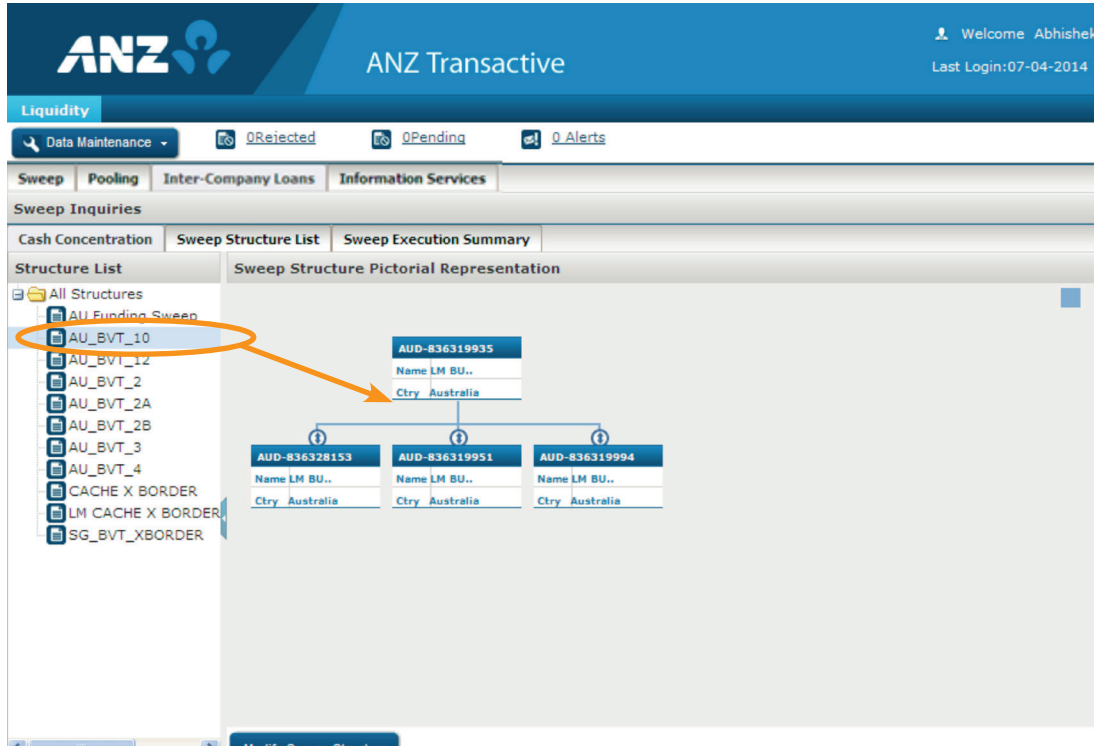 ANZ
ANZ Transactive
Welcome Abhishek
Last Login:07-04-2014
Liquidity
Data Maintenance
0Rejected
0Pending
0 Alerts
Sweep
Pooling
Inter-Company Loans
Information Services
Sweep Inquiries
Cash Concentration
Sweep Structure List
Sweep Execution Summary
Structure List
Sweep Structure Pictorial Representation
All Structures
AU Funding Sweep
AU_BVT_10
AU_BVT_12
AU_BVT_2
AU_BVT_2A
AU_BVT_2B
AU_BVT_3
AU_BVT_4
CACHE X BORDER
LM CACHE X BORDER
SG_BVT_XBORDER
AUD-836319935
Name LM BU..
Ctry Australia
AUD-836328153
Name LM BU..
Ctry Australia
AUD-836319951
Name LM BU..
Ctry Australia
AUD-836319994
Name LM BU..
Ctry Australia